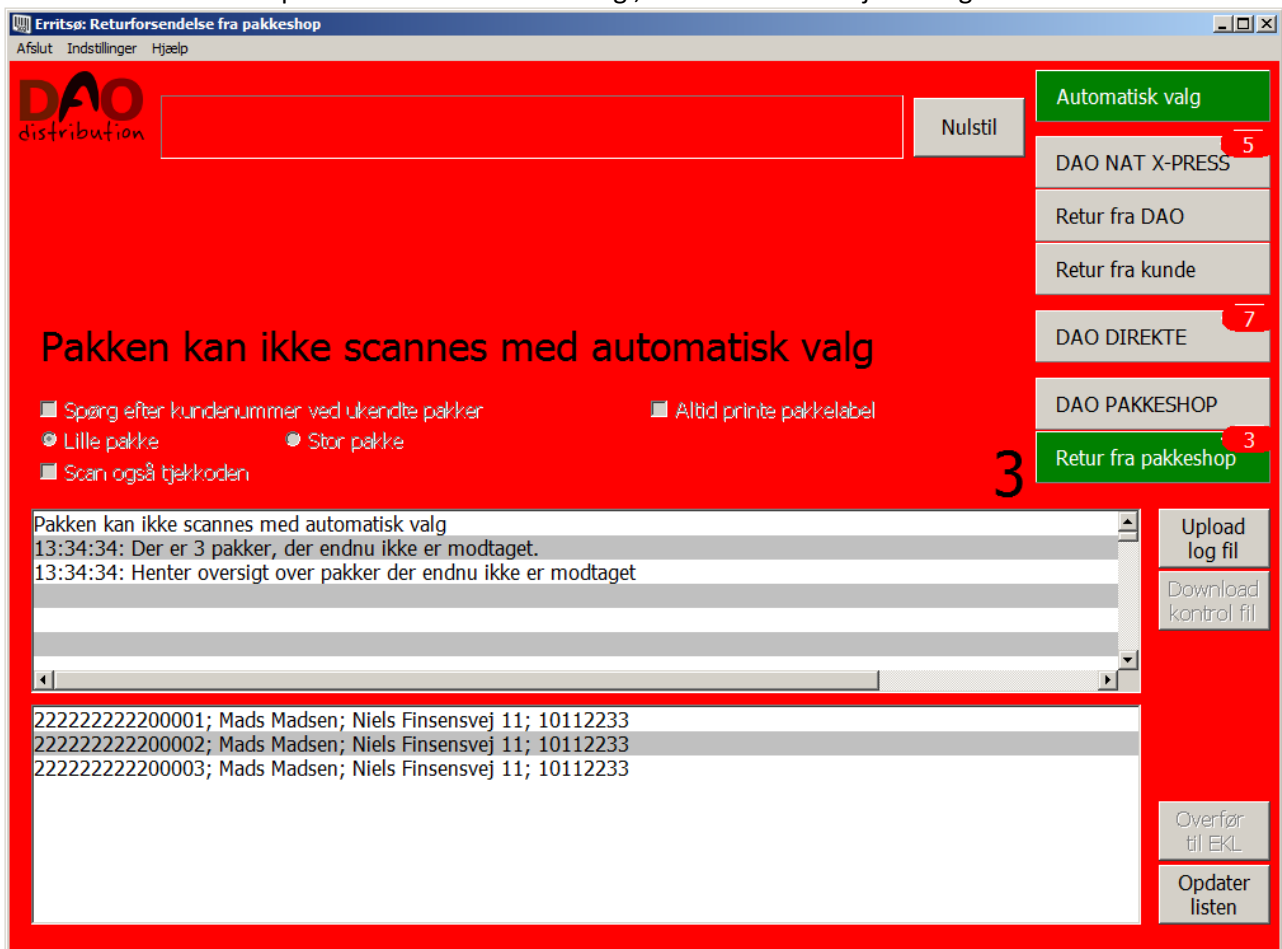 Erritsø: Returforsendelse fra pakkeshop
Afslut Indstillinger Hjælp
DAO
distribution
Nulstil
Automatisk valg
5
DAO NAT X-PRESS
Retur fra DAO
Retur fra kunde
7
DAO DIREKTE
DAO PAKKESHOP
3
Retur fra pakkeshop
Pakken kan ikke scannes med automatisk valg
Spørg efter kundenummer ved ukendte pakker
Altid printe pakkelabel
Lille pakke
Stor pakke
Scan også tjekkoden
3
Pakken kan ikke scannes med automatisk valg
13:34:34: Der er 3 pakker, der endnu ikke er modtaget.
13:34:34: Henter oversigt over pakker der endnu ikke er modtaget
Upload
log fil
Download
kontrol fil
222222222200001; Mads Madsen; Niels Finsensvej 11; 10112233
222222222200002; Mads Madsen; Niels Finsensvej 11; 10112233
222222222200003; Mads Madsen; Niels Finsensvej 11; 10112233
Overfør
til EKL
Opdater
listen